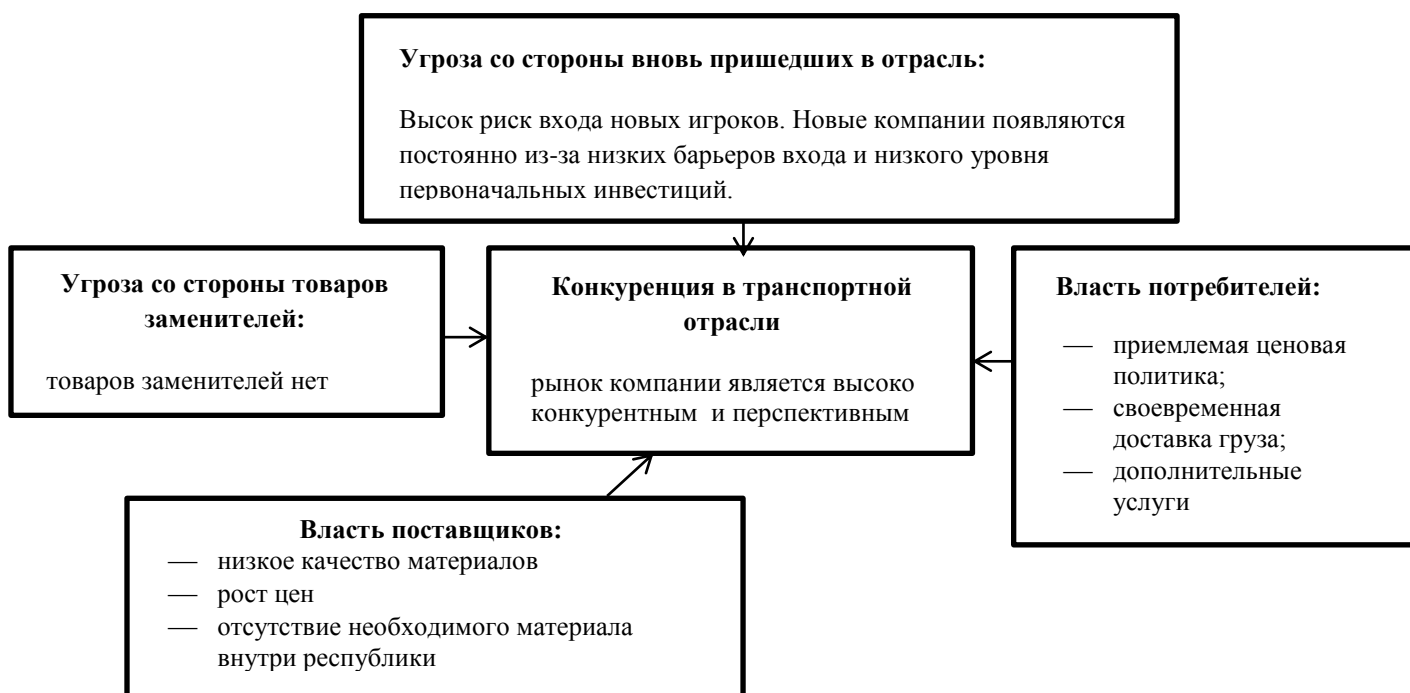 Угроза со стороны вновь пришедших в отрасль:
Высок риск входа новых игроков. Новые компании появляются
постоянно из-за низких барьеров входа и низкого уровня
первоначальных инвестиций.
Угроза со стороны товаров
заменителей:
товаров заменителей нет
Конкуренция в транспортной
отрасли
рынок компании является высоко
конкурентным и перспективным
Власть потребителей:
— приемлемая ценовая
политика;
— своевременная
доставка груза;
— дополнительные
услуги
Власть поставщиков:
— низкое качество материалов
— рост цен
— отсутствие необходимого материала
внутри республики